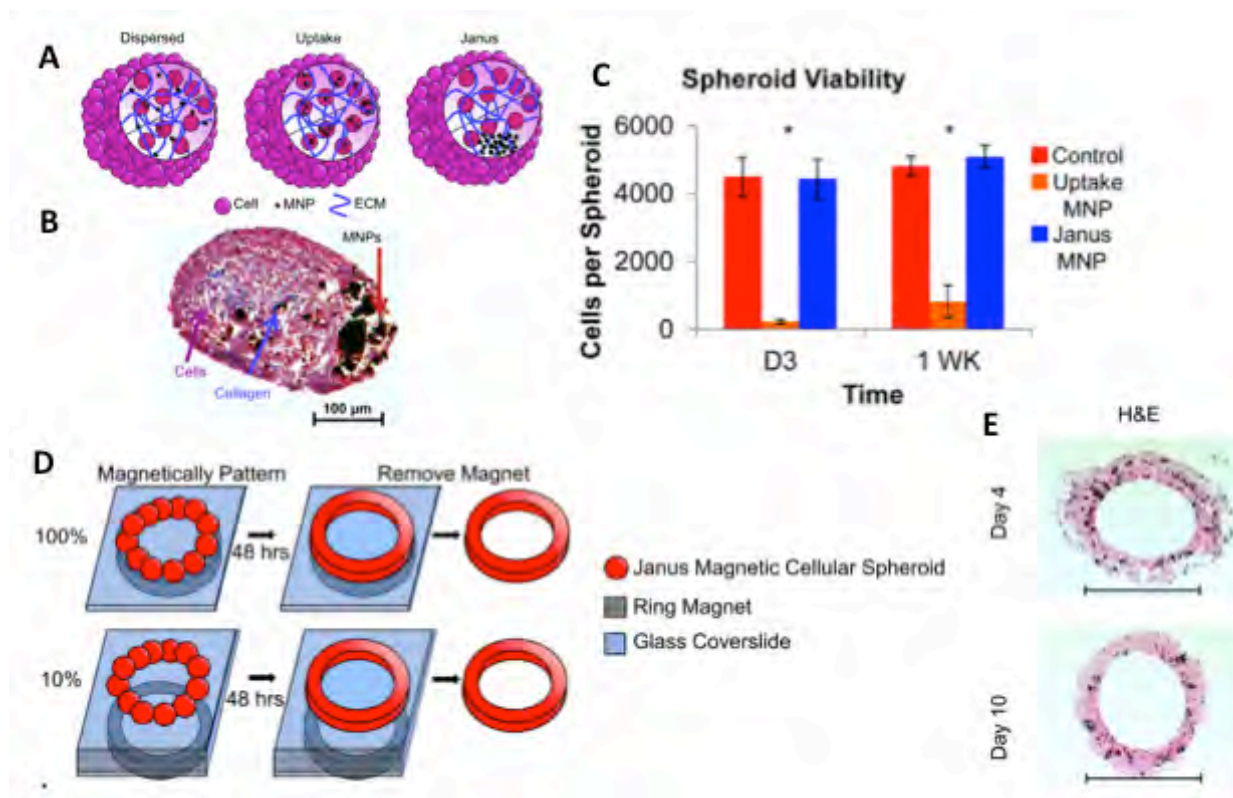 A
Dispersed
Uptake
Janus
Cell
MNP
ECM
B
MNPs
Cells
Collagen
100 µm
C
Spheroid Viability
Cells per Spheroid
6000
4000
2000
0
*
*
D3
1 WK
Time
Control
Uptake
MNP
Janus
MNP
D
Magnetically Pattern
Remove Magnet
100%
48 hrs
10%
48 hrs
Janus Magnetic Cellular Spheroid
Ring Magnet
Glass Coverslide
E
H&E
Day 4
Day 10